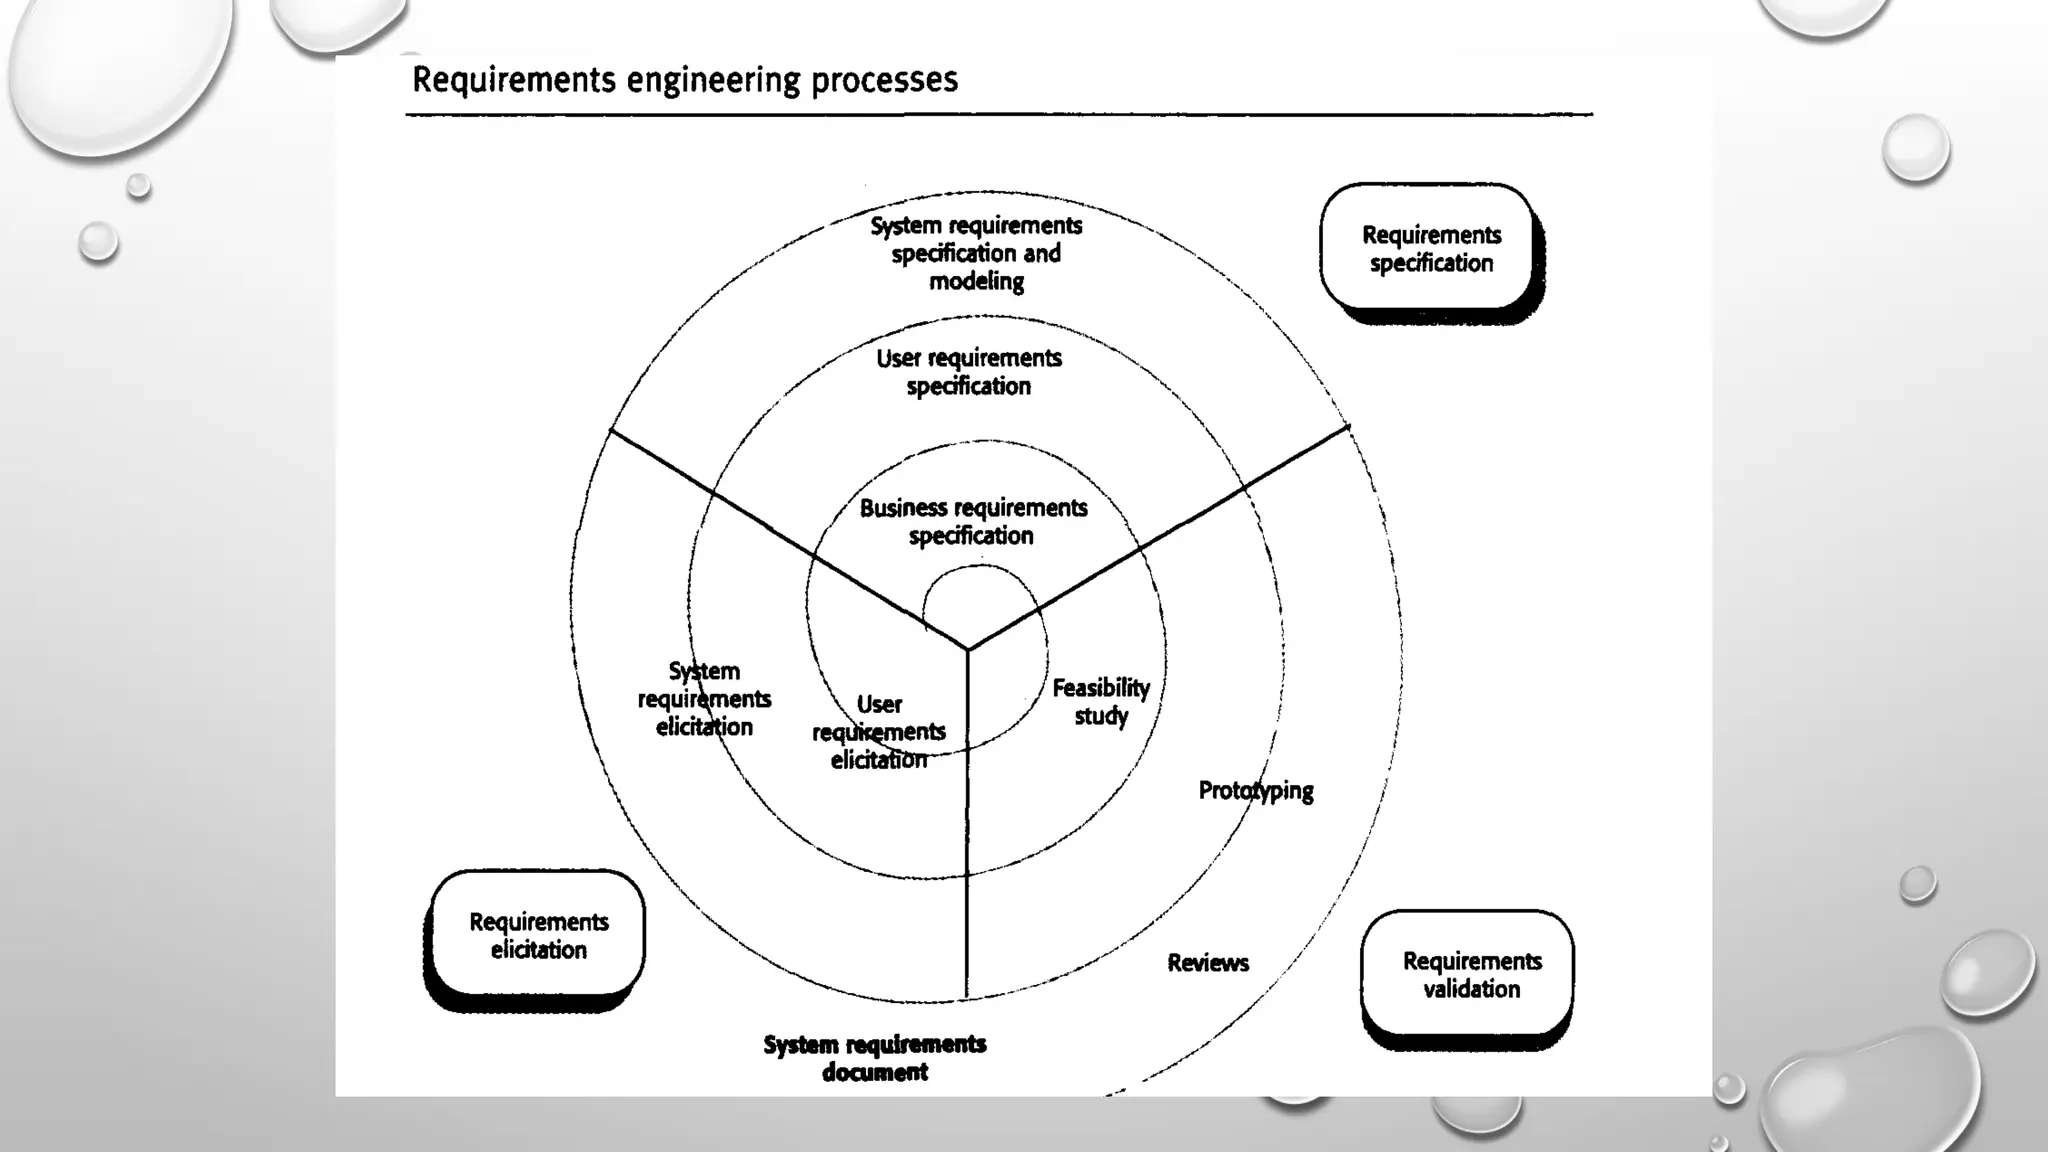 Requirements engineering processes
System requirements
specification and
modeling
Requirements
specification
User requirements
specification
Business requirements
specification
System
requirements
elicitation
User
requirements
elicitation
Feasibility
study
Prototyping
Requirements
elicitation
Reviews
Requirements
validation
System requirements
document